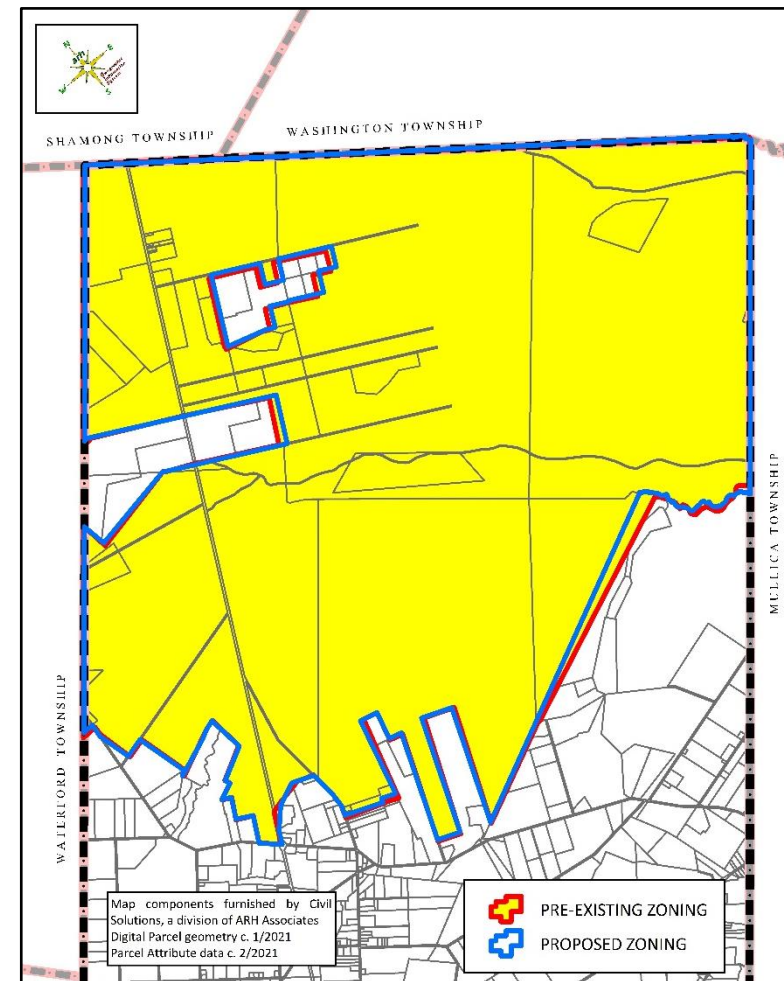 N
E
arh
W
S
SHAMONG TOWNSHIP
WASHINGTON TOWNSHIP
MULLICA TOWNSHIP
WATERFORD TOWNSHIP
Map components furnished by Civil
Solutions, a division of ARH Associates
Digital Parcel geometry c. 1/2021
Parcel Attribute data c. 2/2021
PRE-EXISTING ZONING
PROPOSED ZONING